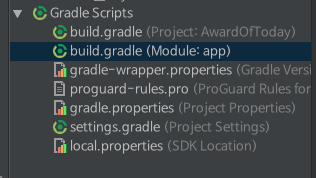 Gradle Scripts
build.gradle (Project: AwardOfToday)
build.gradle (Module: app)
gradle-wrapper.properties (Gradle Versi
proguard-rules.pro (ProGuard Rules for
gradle.properties (Project Properties)
settings.gradle (Project Settings)
local.properties (SDK Location)